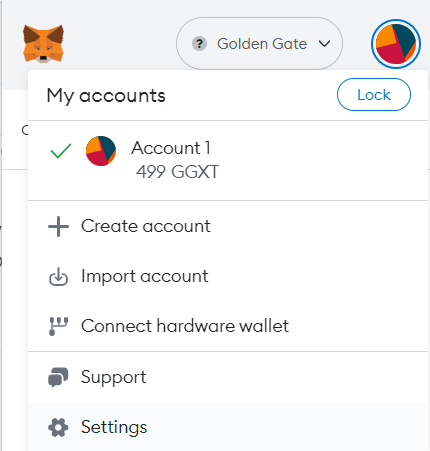 Golden Gate
My accounts
Lock
Account 1
499 GGXT
Create account
Import account
Connect hardware wallet
Support
Settings